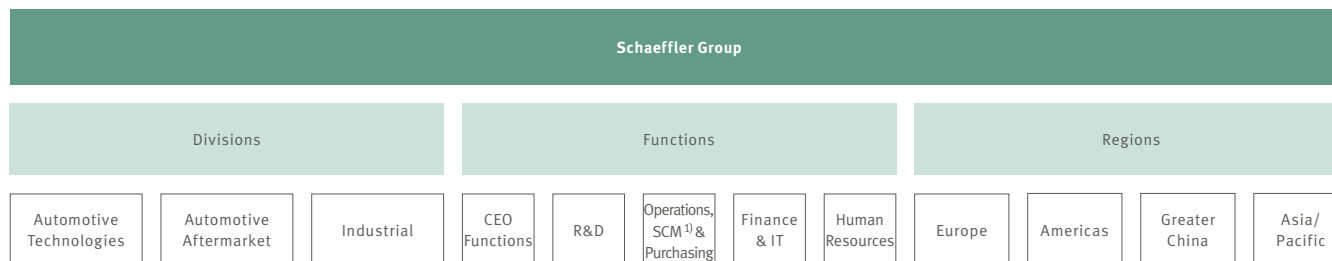 Schaeffler Group
Divisions
Functions
Regions
Automotive
Technologies
Automotive
Aftermarket
Industrial
CEO
Functions
R&D
Operations,
SCM 1) &
Purchasing
Finance
& IT
Human
Resources
Europe
Americas
Greater
China
Asia/
Pacific